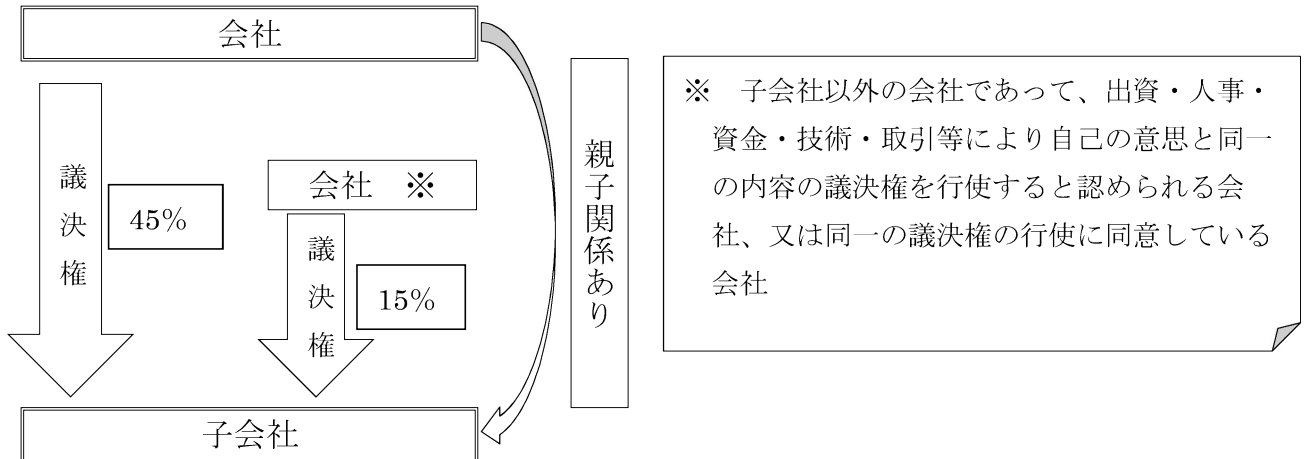 会社
議決権
45%
会社　※
議決権
15%
子会社
親子関係あり
※　子会社以外の会社であって、出資・人事・
資金・技術・取引等により自己の意思と同一
の内容の議決権を行使すると認められる会
社、又は同一の議決権の行使に同意している
会社